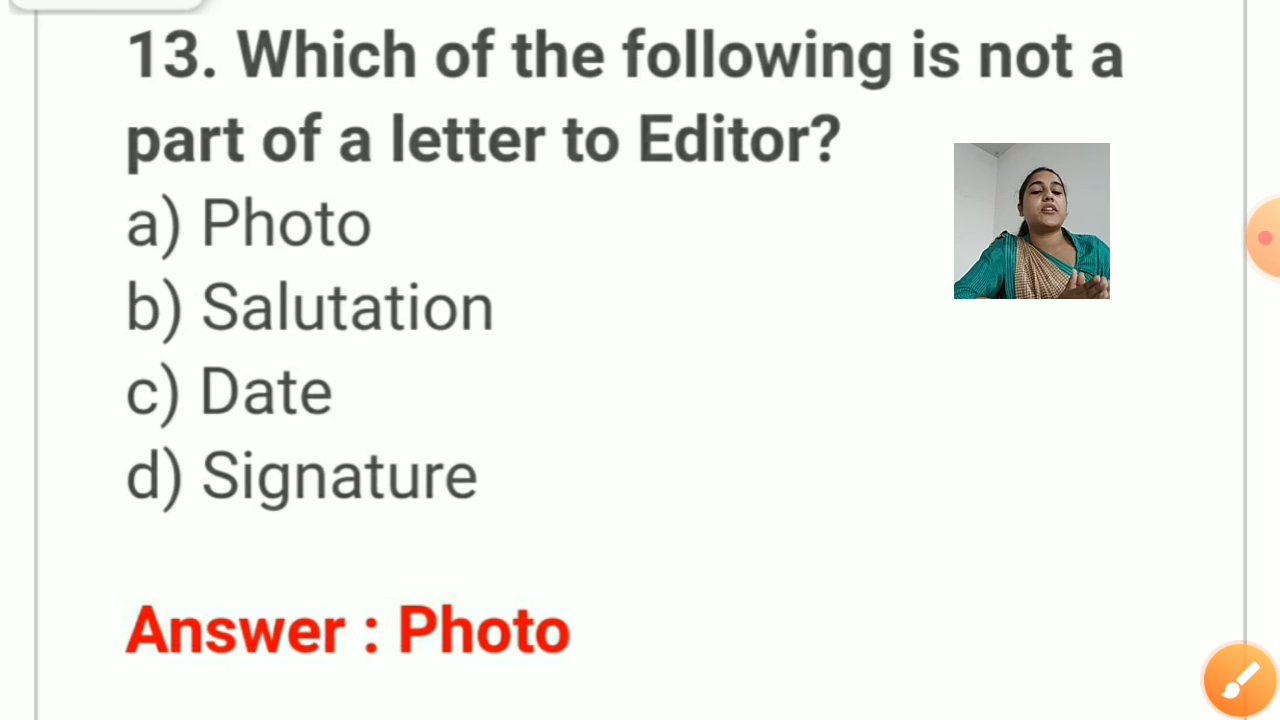 13. Which of the following is not a
part of a letter to Editor?
a) Photo
b) Salutation
c) Date
d) Signature
Answer : Photo